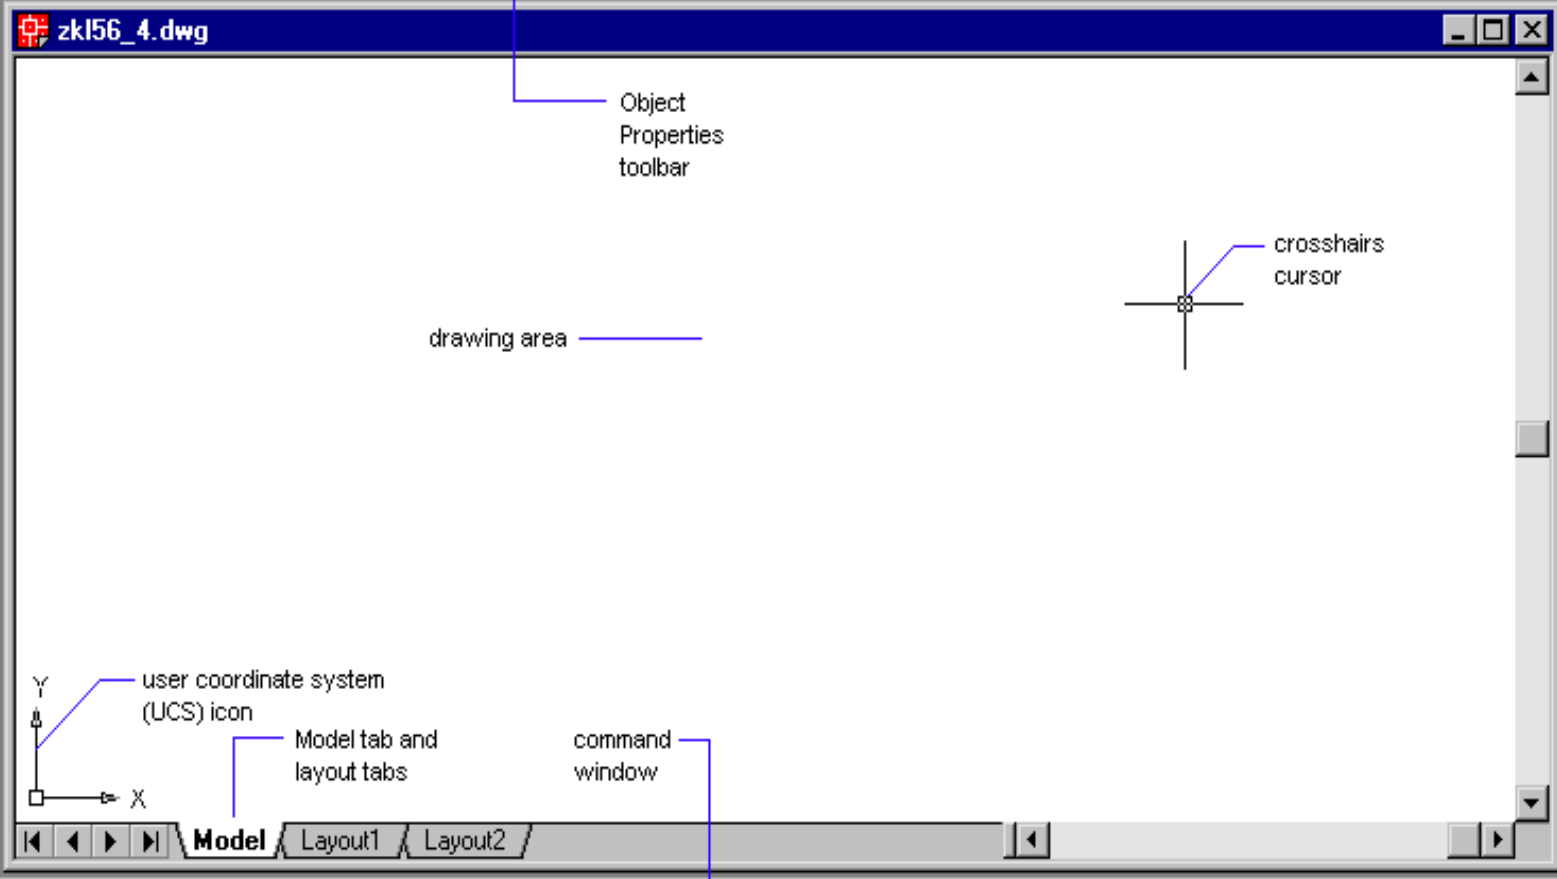 zkl56_4.dwg
Object
Properties
toolbar
crosshairs
cursor
drawing area
Y
user coordinate system
(UCS) icon
Model tab and
layout tabs
command
window
X
Model
Layout1
Layout2